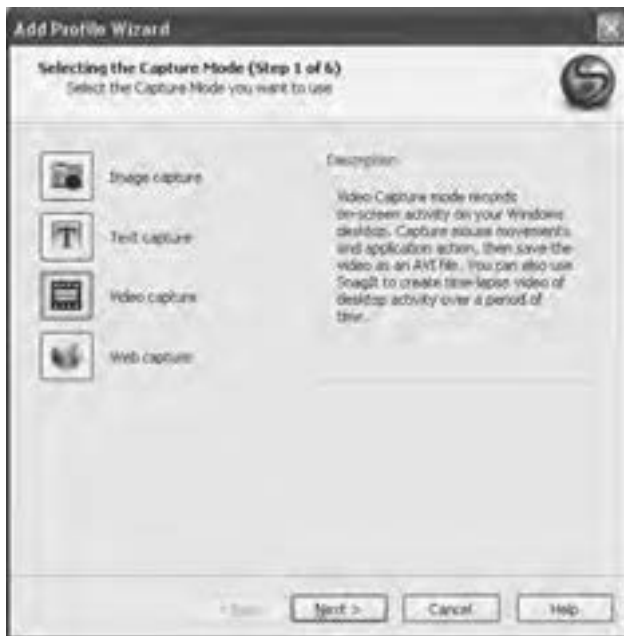 Add Profile Wizard
Selecting the Capture Mode (Step 1 of 6)
Select the Capture Mode you want to use
Image capture
Text capture
Video capture
Web capture
Description
Video Capture mode records
on-screen activity on your Windows
desktop. Capture mouse movements
and application action, then save the
video as an AVI file. You can also use
SnagIt to create time-lapse video of
desktop activity over a period of
time.
< Back
Next >
Cancel
Help